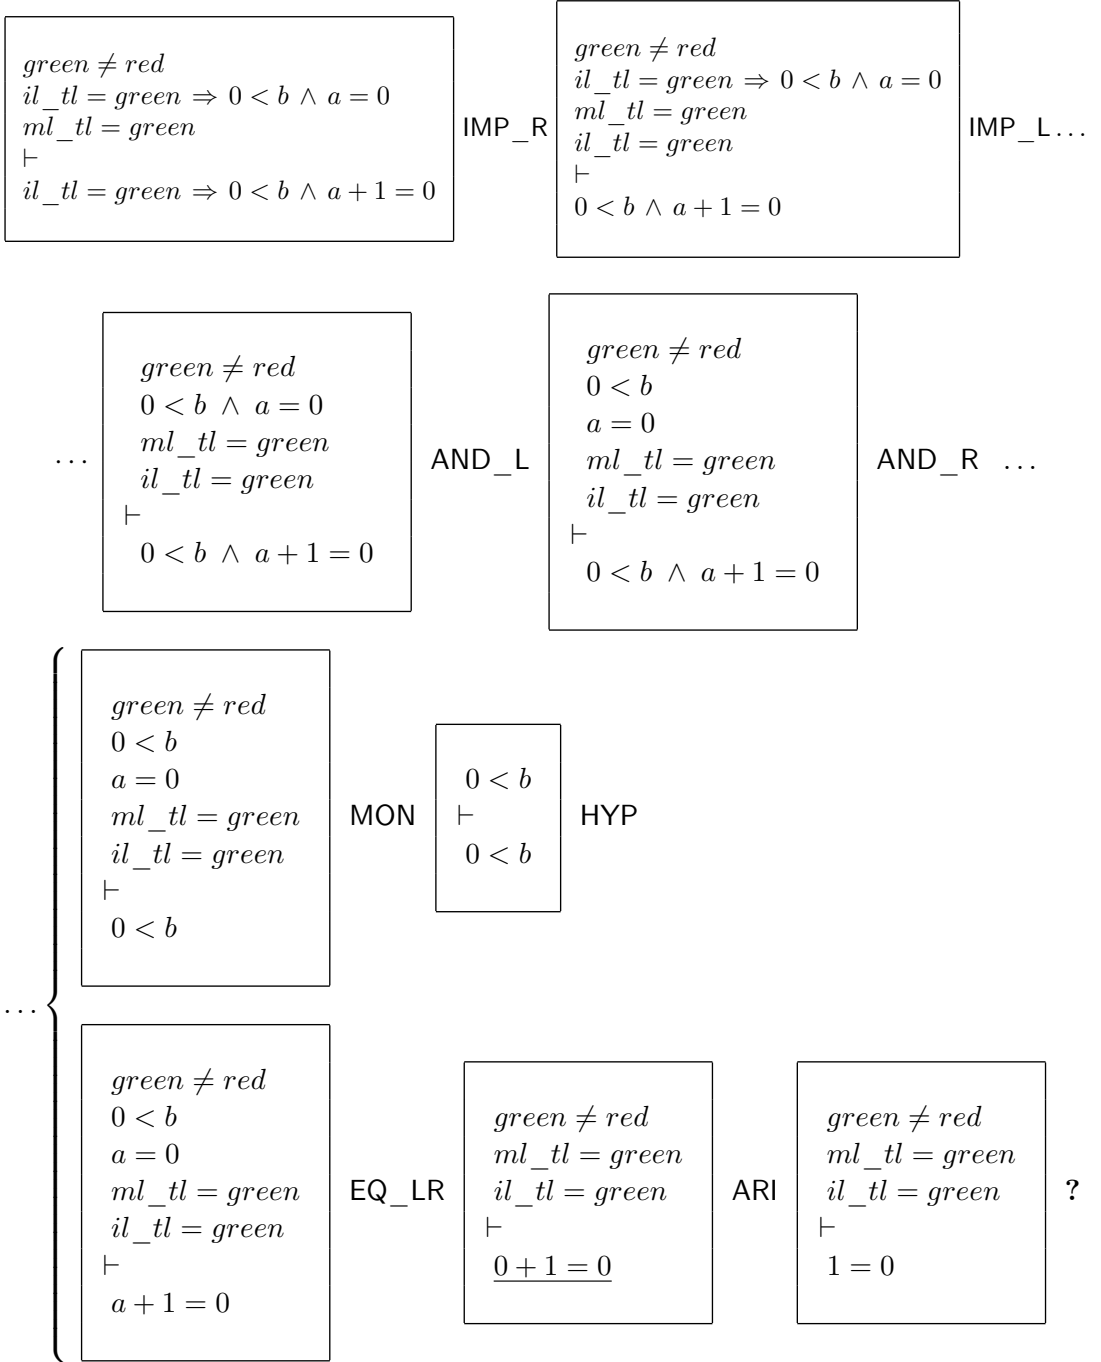 green ≠ red
il_tl = green ⇒ 0 < b ∧ a = 0
ml_tl = green
⊢
il_tl = green ⇒ 0 < b ∧ a + 1 = 0
IMP_R
green ≠ red
il_tl = green ⇒ 0 < b ∧ a = 0
ml_tl = green
il_tl = green
⊢
0 < b ∧ a + 1 = 0
IMP_L ...
...
green ≠ red
0 < b ∧ a = 0
ml_tl = green
il_tl = green
⊢
0 < b ∧ a + 1 = 0
AND_L
green ≠ red
0 < b
a = 0
ml_tl = green
il_tl = green
⊢
0 < b ∧ a + 1 = 0
AND_R ...
...
green ≠ red
0 < b
a = 0
ml_tl = green
il_tl = green
⊢
0 < b
MON
0 < b
⊢
0 < b
HYP
green ≠ red
0 < b
a = 0
ml_tl = green
il_tl = green
⊢
a + 1 = 0
EQ_LR
green ≠ red
ml_tl = green
il_tl = green
⊢
0 + 1 = 0
ARI
green ≠ red
ml_tl = green
il_tl = green
⊢
1 = 0
?